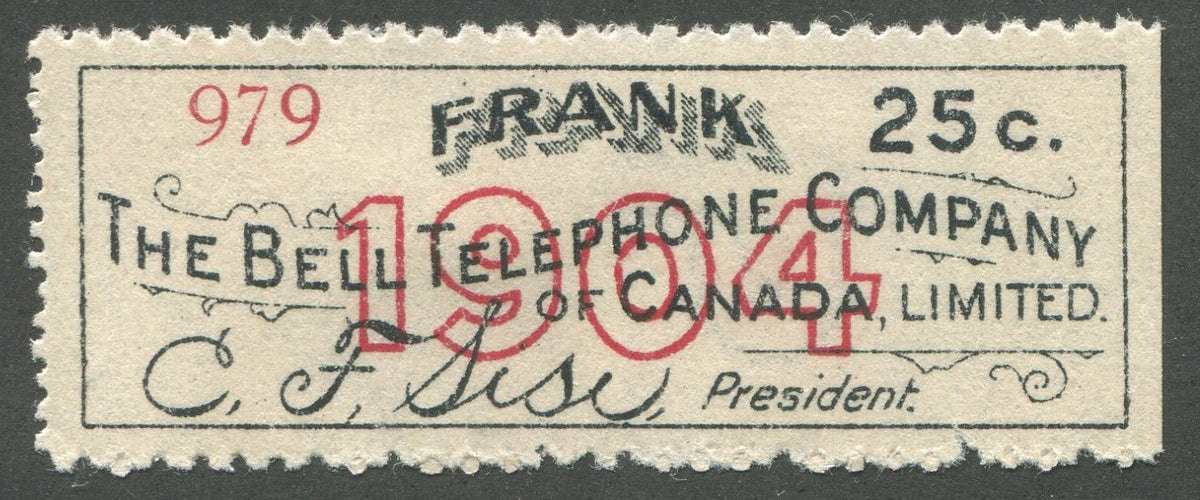 979 FRANK 25c.
THE BELL TELEPHONE COMPANY
1904
OF CANADA, LIMITED.
C. F. Sise, President.